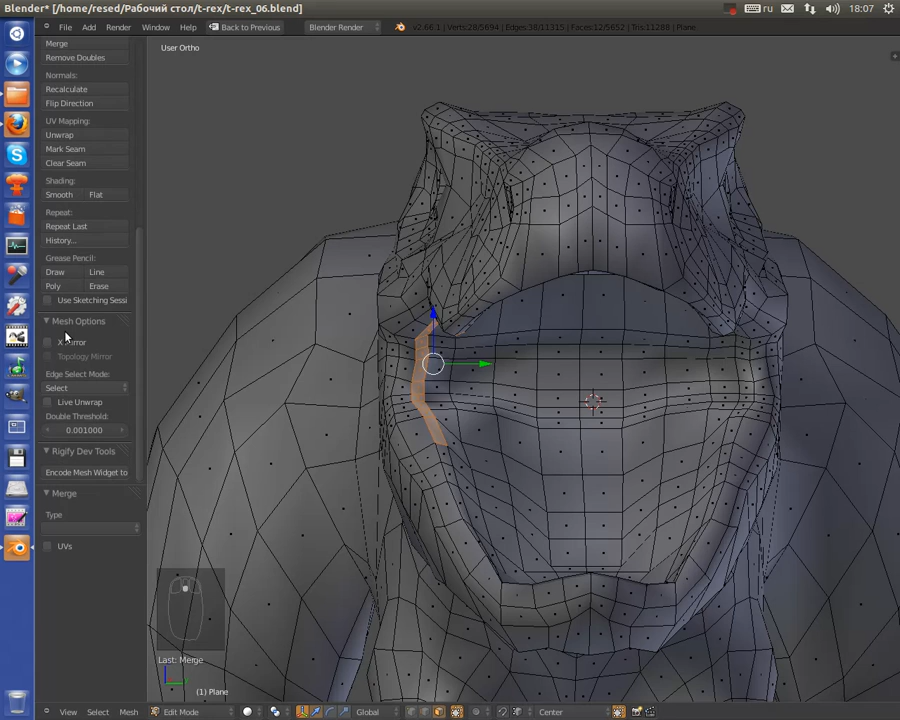 Blender* [/home/resed/Рабочий стол/t-rex/t-rex_06.blend]
ru
18:07
File Add Render Window Help
Back to Previous
Blender Render
v2.66.1 | Verts:28/5694 | Edges:38/11315 | Faces:12/5652 | Tris:11288 | Plane
Merge
Remove Doubles
Normals:
Recalculate
Flip Direction
UV Mapping:
Unwrap
Mark Seam
Clear Seam
Shading:
Smooth Flat
Repeat:
Repeat Last
History...
Grease Pencil:
Draw Line
Poly Erase
Use Sketching Sessi
Mesh Options
X Mirror
Topology Mirror
Edge Select Mode:
Select
Live Unwrap
Double Threshold:
0.001000
Rigify Dev Tools
Encode Mesh Widget to
Merge
Type
UVs
User Ortho
Last: Merge
(1) Plane
View Select Mesh
Edit Mode
Global
Center